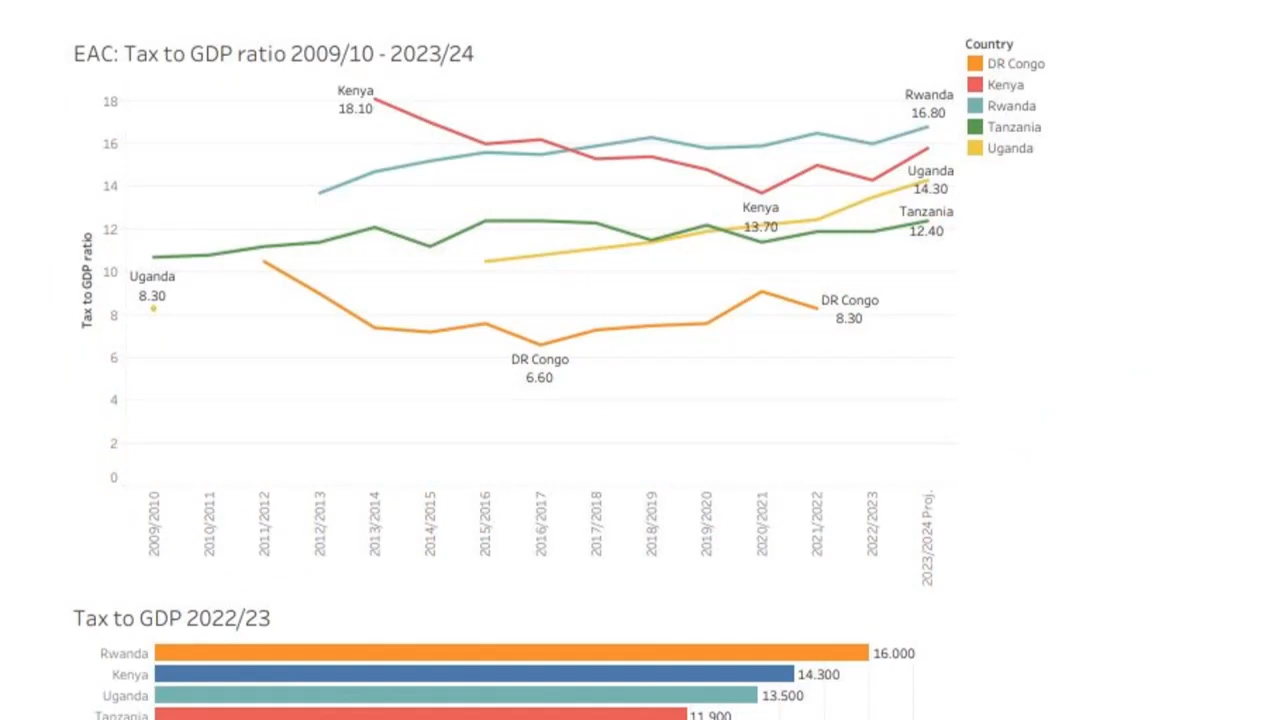 EAC: Tax to GDP ratio 2009/10 - 2023/24
Country
DR Congo
Kenya
Rwanda
Tanzania
Uganda
Tax to GDP ratio
18
16
14
12
10
8
6
4
2
0
Kenya
18.10
Rwanda
16.80
Uganda
14.30
Kenya
13.70
Tanzania
12.40
Uganda
8.30
DR Congo
8.30
DR Congo
6.60
2009/2010
2010/2011
2011/2012
2012/2013
2013/2014
2014/2015
2015/2016
2016/2017
2017/2018
2018/2019
2019/2020
2020/2021
2021/2022
2022/2023
2023/2024 Proj.
Tax to GDP 2022/23
Rwanda 16.000
Kenya 14.300
Uganda 13.500
Tanzania 11.900